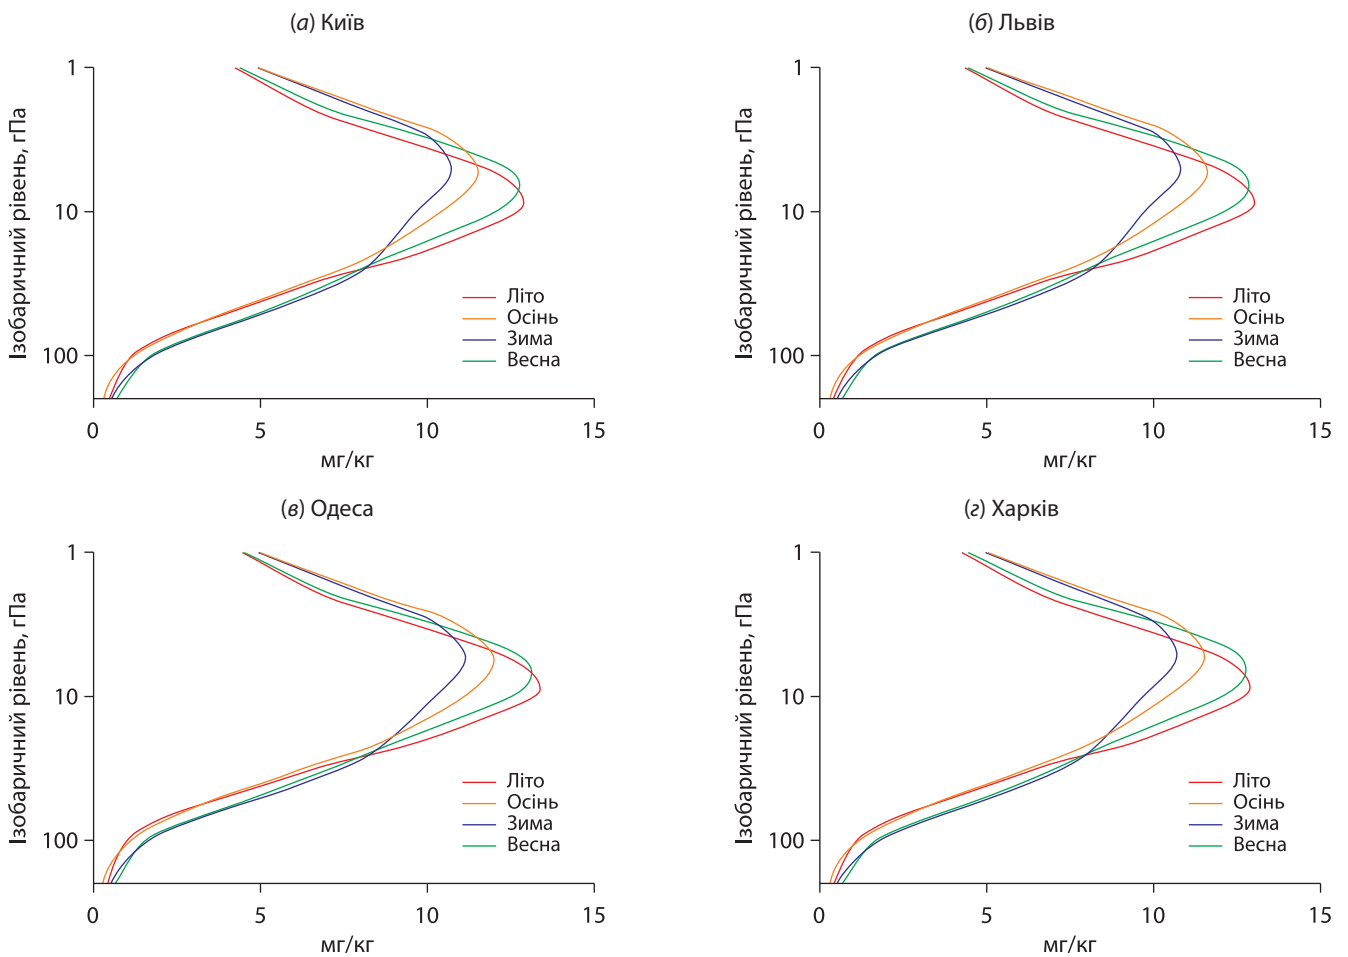 (а) Київ
1
10
100
Ізобаричний рівень, гПа
Літо
Осінь
Зима
Весна
0 5 10 15
мг/кг
(б) Львів
1
10
100
Ізобаричний рівень, гПа
Літо
Осінь
Зима
Весна
0 5 10 15
мг/кг
(в) Одеса
1
10
100
Ізобаричний рівень, гПа
Літо
Осінь
Зима
Весна
0 5 10 15
мг/кг
(г) Харків
1
10
100
Ізобаричний рівень, гПа
Літо
Осінь
Зима
Весна
0 5 10 15
мг/кг